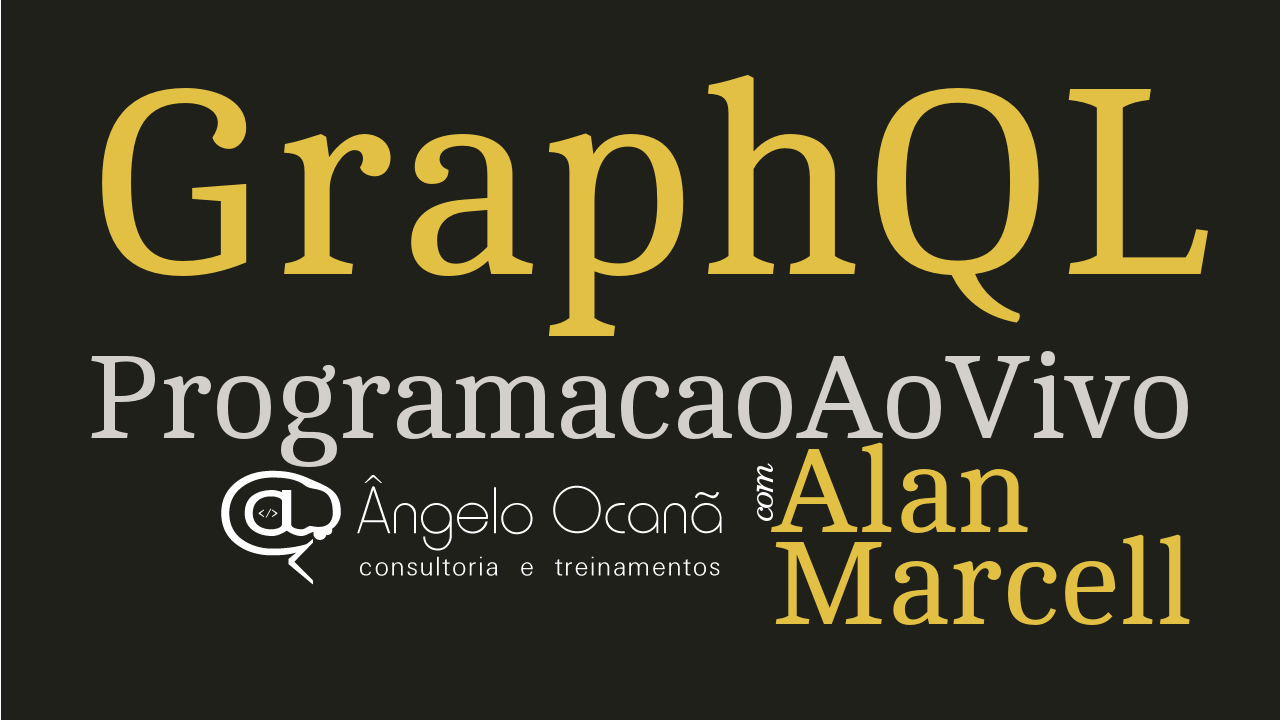 GraphQL
ProgramacaoAoVivo
Ângelo Ocanã
consultoria e treinamentos
com
Alan
Marcell